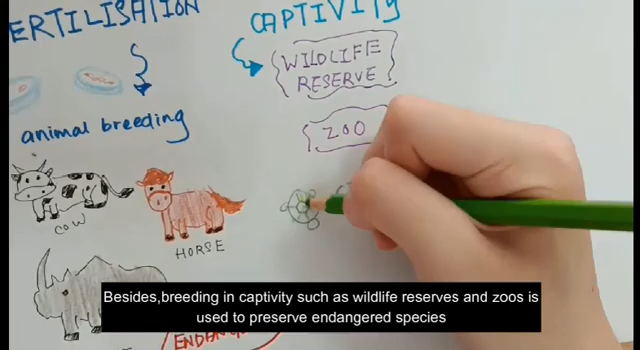 ERTILISATION
CAPTIVITY
WILDLIFE
RESERVE
animal breeding
ZOO
COW
HORSE
Besides,breeding in captivity such as wildlife reserves and zoos is
used to preserve endangered species